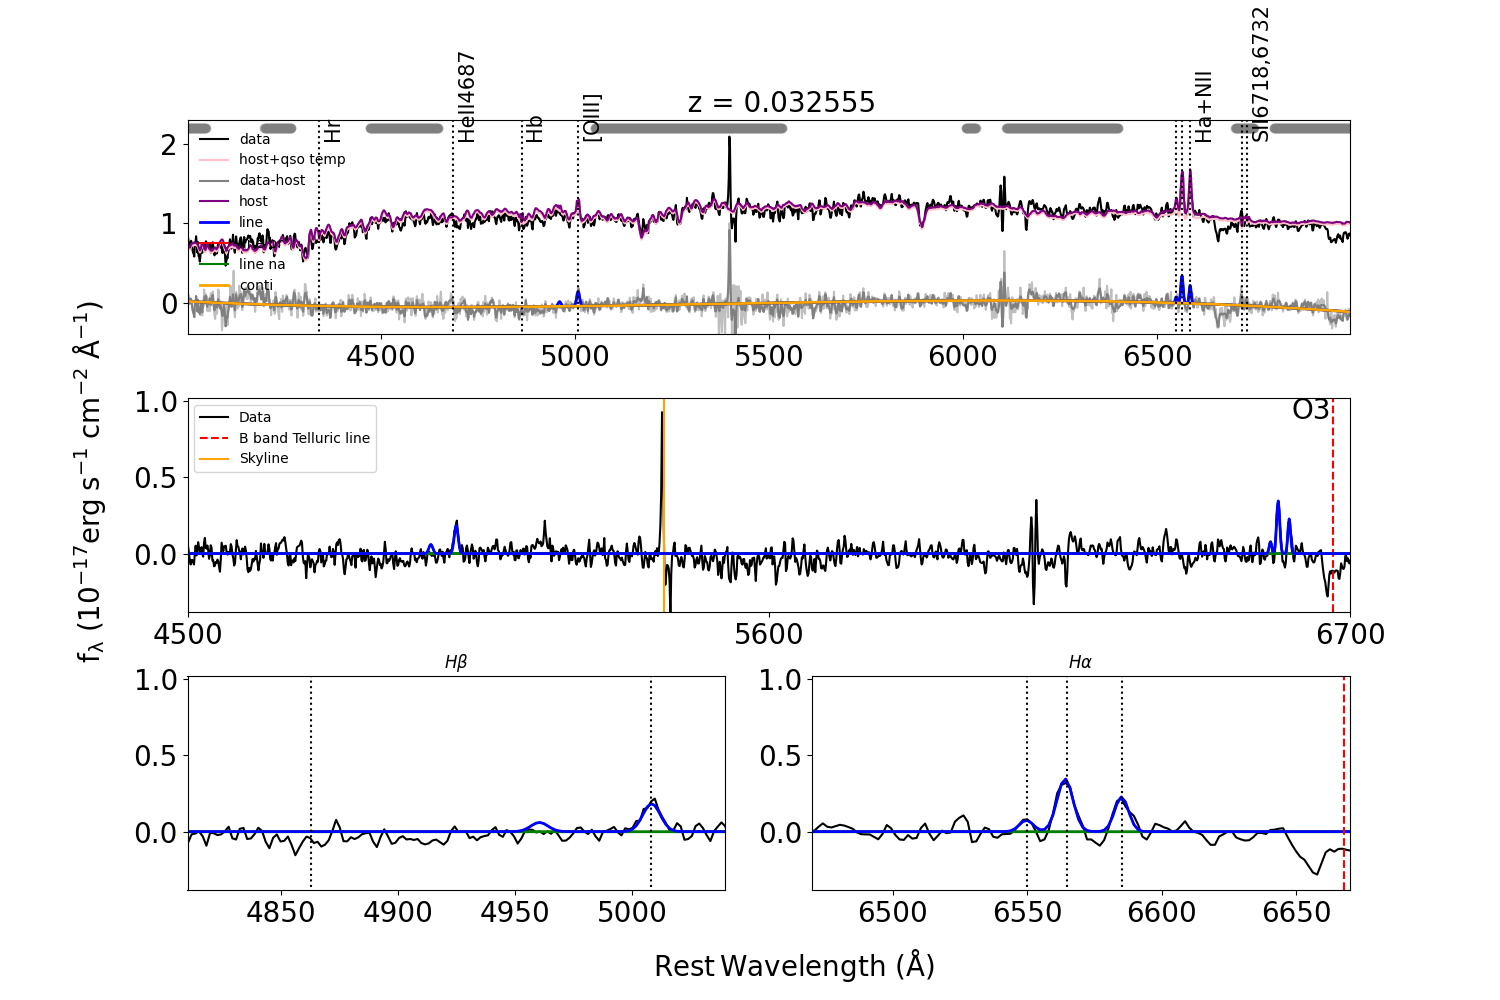 z = 0.032555
Hr
HeII4687
Hb
[OIII]
Ha+NII
SII6718,6732
data
host+qso temp
data-host
host
line
line na
conti
2
1
0
4500 5000 5500 6000 6500
fλ (10⁻¹⁷erg s⁻¹ cm⁻² Å⁻¹)
Data
B band Telluric line
Skyline
O3
1.0
0.5
0.0
4500 5600 6700
Hβ
1.0
0.5
0.0
4850 4900 4950 5000
Hα
1.0
0.5
0.0
6500 6550 6600 6650
Rest Wavelength (Å)